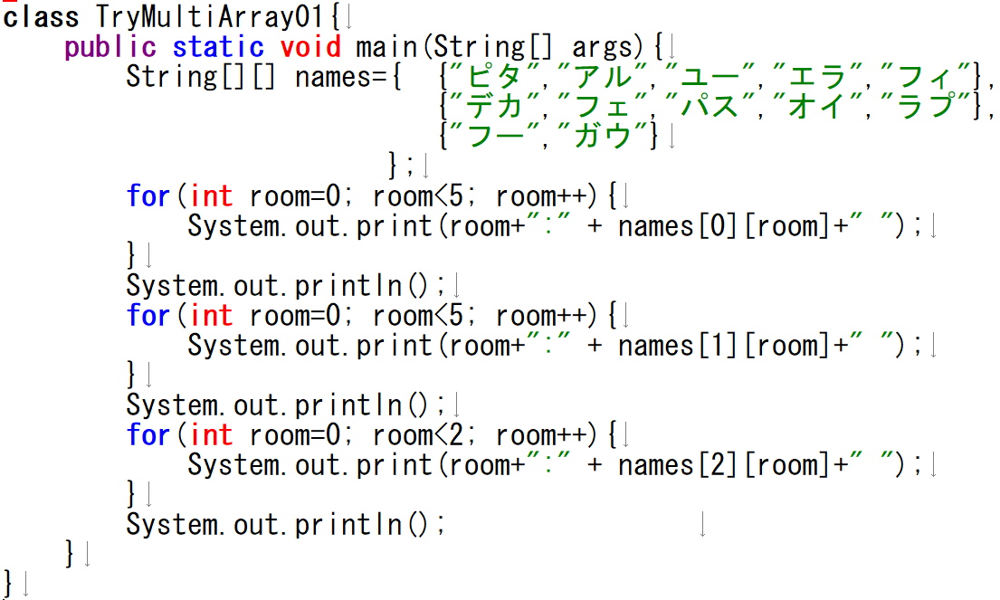 class TryMultiArray01{
    public static void main(String[] args){
        String[][] names={  {"ピタ","アル","ユー","エラ","フィ"},
                            {"デカ","フェ","パス","オイ","ラプ"},
                            {"フー","ガウ"}
                         };
        for(int room=0; room<5; room++){
            System.out.print(room+":" + names[0][room]+" ");
        }
        System.out.println();
        for(int room=0; room<5; room++){
            System.out.print(room+":" + names[1][room]+" ");
        }
        System.out.println();
        for(int room=0; room<2; room++){
            System.out.print(room+":" + names[2][room]+" ");
        }
        System.out.println();
    }
}